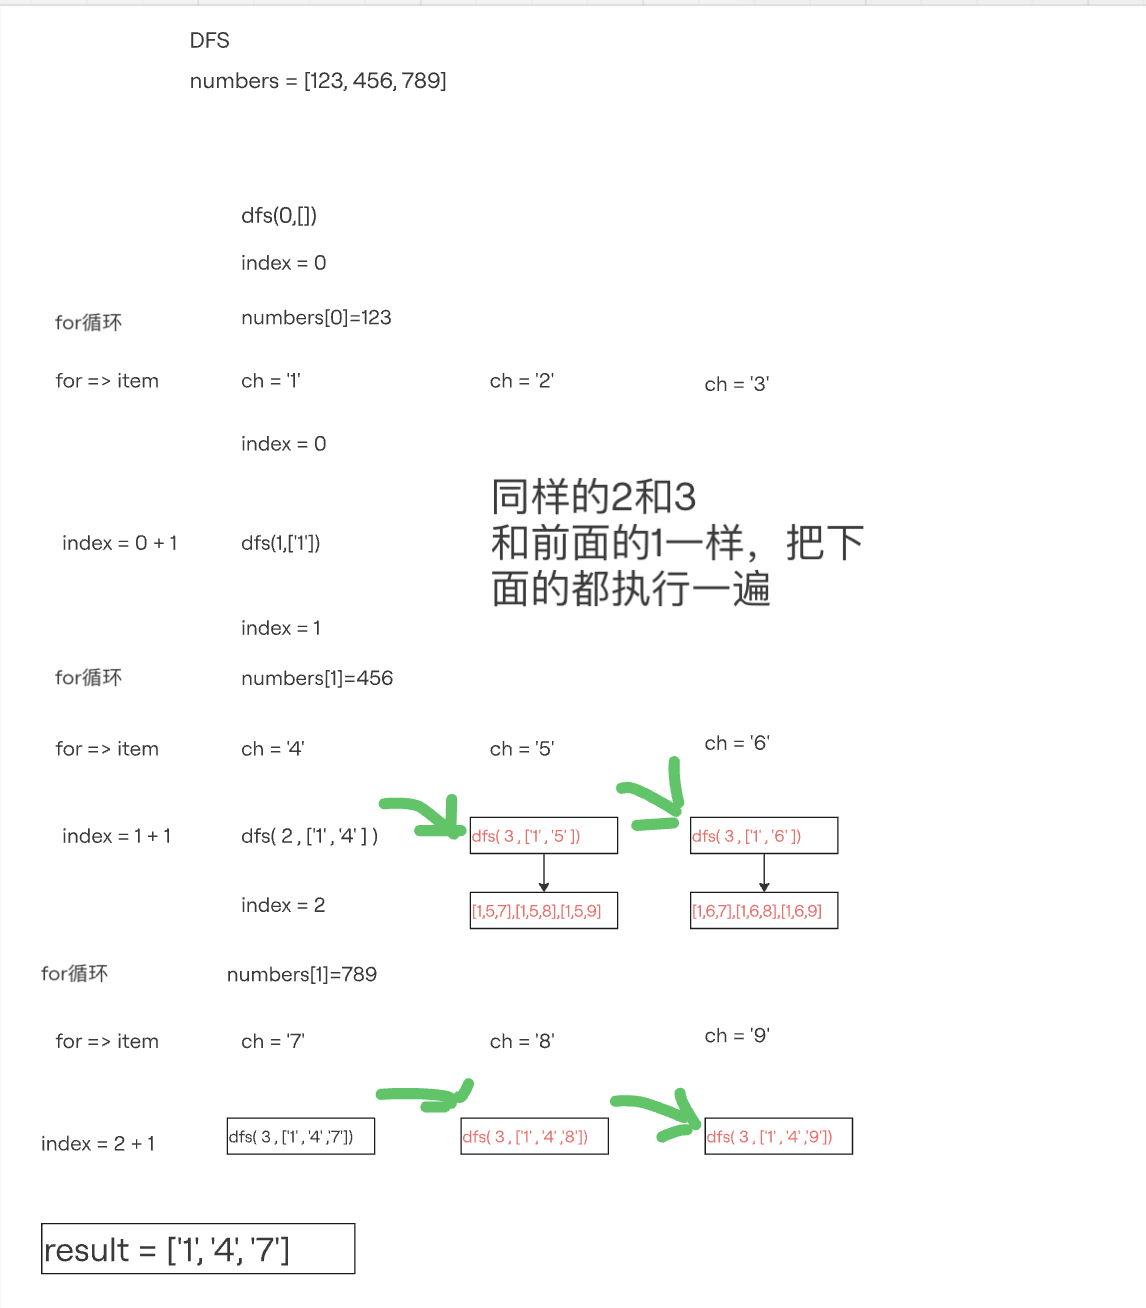 DFS
numbers = [123, 456, 789]
dfs(0,[])
index = 0
for循环
numbers[0]=123
for => item
ch = '1'
ch = '2'
ch = '3'
index = 0
同样的2和3
和前面的1一样，把下
面的都执行一遍
index = 0 + 1
dfs(1,['1'])
index = 1
for循环
numbers[1]=456
for => item
ch = '4'
ch = '5'
ch = '6'
index = 1 + 1
dfs( 2 , ['1' , '4' ] )
dfs( 3 , ['1' , '5' ])
dfs( 3 , ['1' , '6' ])
index = 2
[1,5,7],[1,5,8],[1,5,9]
[1,6,7],[1,6,8],[1,6,9]
for循环
numbers[1]=789
for => item
ch = '7'
ch = '8'
ch = '9'
index = 2 + 1
dfs( 3 , ['1' , '4' ,'7'])
dfs( 3 , ['1' , '4' ,'8'])
dfs( 3 , ['1' , '4' ,'9'])
result = ['1', '4', '7']